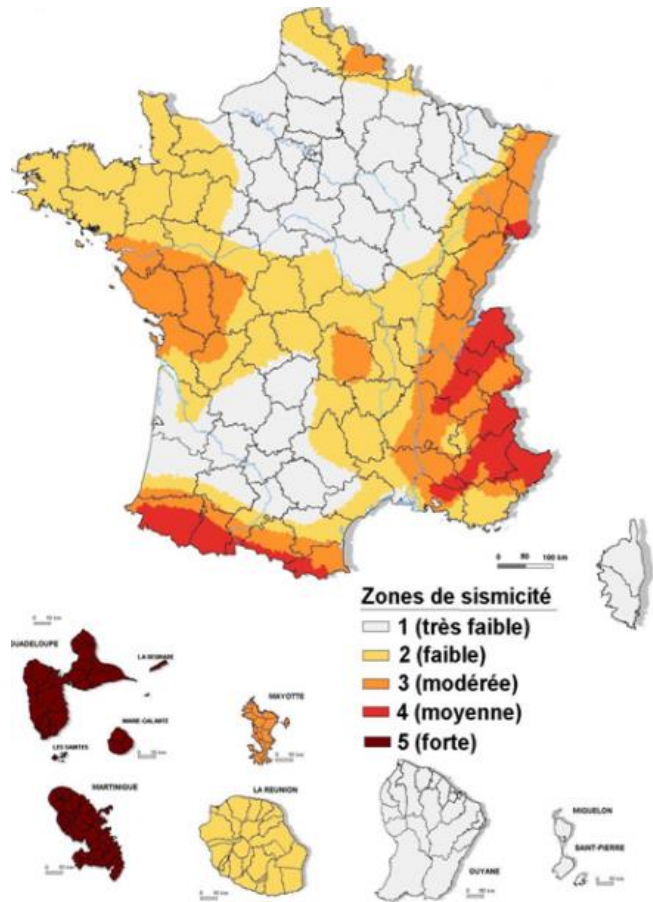 0 50 100 km
Zones de sismicité
1 (très faible)
2 (faible)
3 (modérée)
4 (moyenne)
5 (forte)
OUADELOUPE
LA DESIRADE
MARIE-GALANTE
LES SAINTES
MAYOTTE
MARTINIQUE
LA REUNION
GUYANE
MIQUELON
SAINT-PIERRE